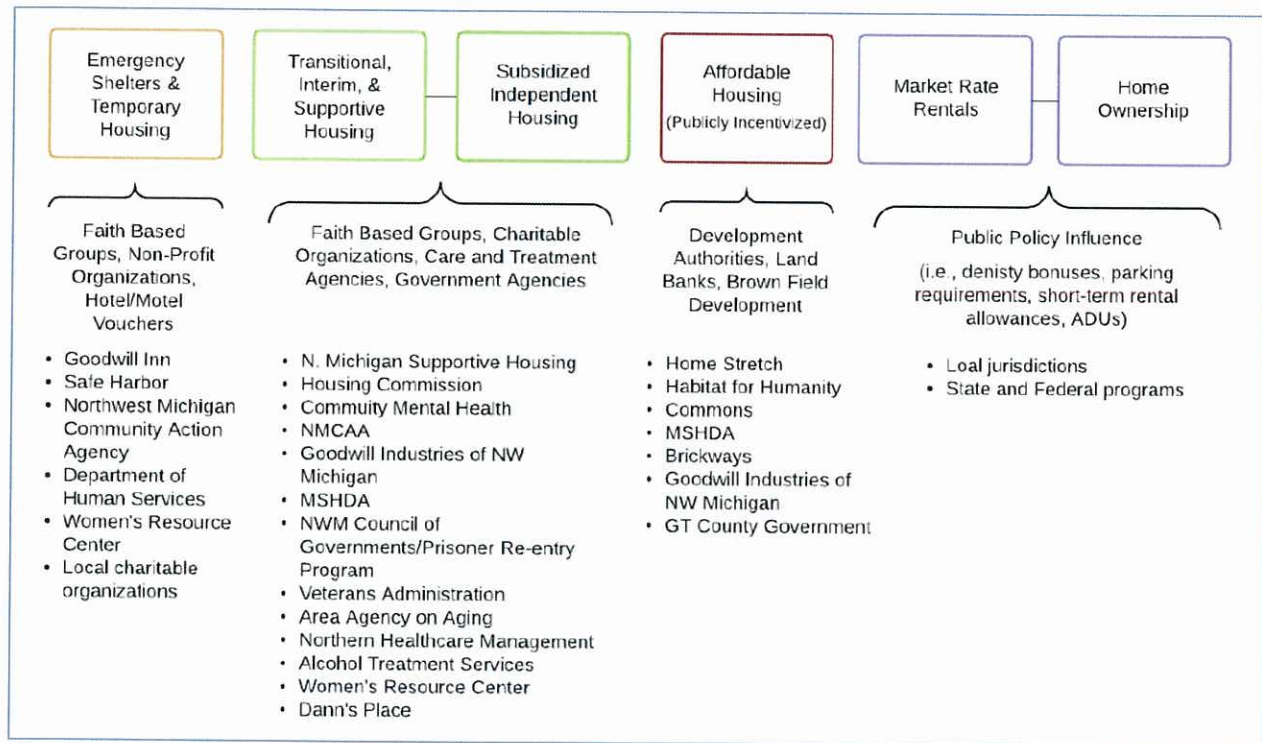 Emergency
Shelters &
Temporary
Housing
Transitional,
Interim, &
Supportive
Housing
Subsidized
Independent
Housing
Affordable
Housing
(Publicly Incentivized)
Market Rate
Rentals
Home
Ownership
Faith Based
Groups, Non-Profit
Organizations,
Hotel/Motel
Vouchers
• Goodwill Inn
• Safe Harbor
• Northwest Michigan
Community Action
Agency
• Department of
Human Services
• Women's Resource
Center
• Local charitable
organizations
Faith Based Groups, Charitable
Organizations, Care and Treatment
Agencies, Government Agencies
• N. Michigan Supportive Housing
• Housing Commission
• Commuity Mental Health
• NMCAA
• Goodwill Industries of NW
Michigan
• MSHDA
• NWM Council of
Governments/Prisoner Re-entry
Program
• Veterans Administration
• Area Agency on Aging
• Northern Healthcare Management
• Alcohol Treatment Services
• Women's Resource Center
• Dann's Place
Development
Authorities, Land
Banks, Brown Field
Development
• Home Stretch
• Habitat for Humanity
• Commons
• MSHDA
• Brickways
• Goodwill Industries of
NW Michigan
• GT County Government
Public Policy Influence
(i.e., denisty bonuses, parking
requirements, short-term rental
allowances, ADUs)
• Loal jurisdictions
• State and Federal programs